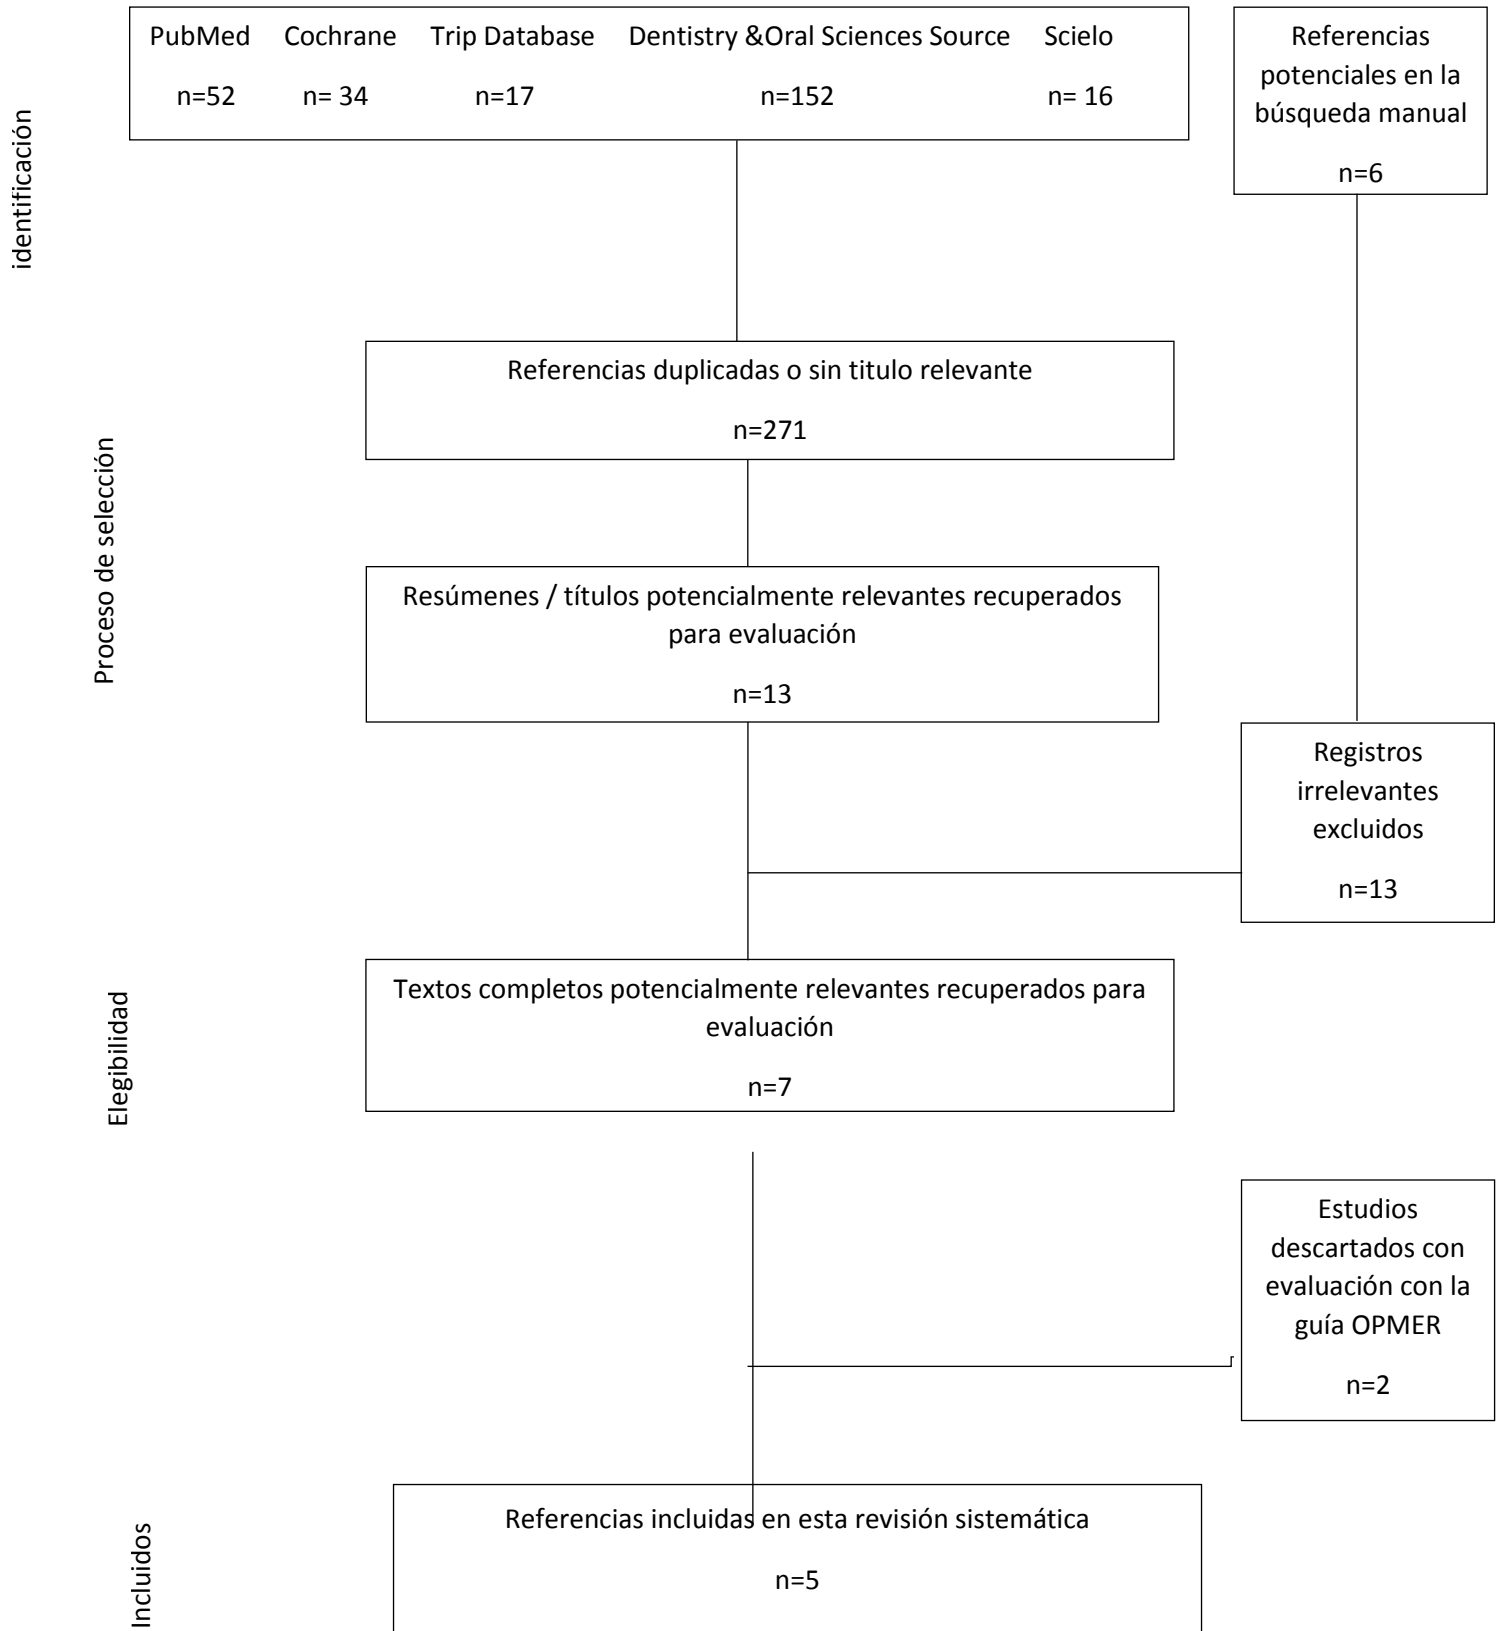 PubMed Cochrane Trip Database Dentistry &Oral Sciences Source Scielo
n=52 n= 34 n=17 n=152 n= 16
Referencias
potenciales en la
búsqueda manual
n=6
identificación
Referencias duplicadas o sin titulo relevante
n=271
Proceso de selección
Resúmenes / títulos potencialmente relevantes recuperados
para evaluación
n=13
Registros
irrelevantes
excluidos
n=13
Elegibilidad
Textos completos potencialmente relevantes recuperados para
evaluación
n=7
Estudios
descartados con
evaluación con la
guía OPMER
n=2
Incluidos
Referencias incluidas en esta revisión sistemática
n=5